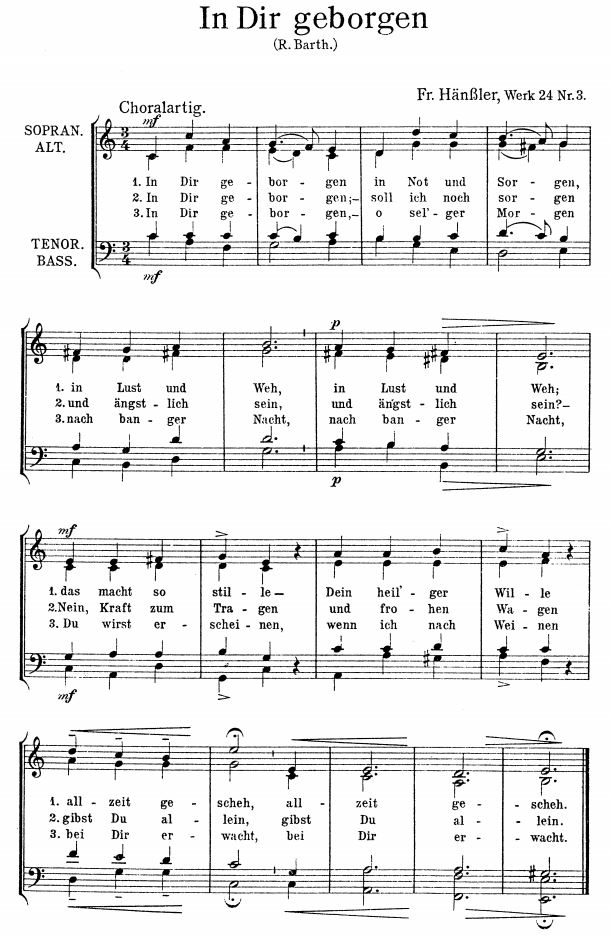 In Dir geborgen
(R. Barth.)
Fr. Hänßler, Werk 24 Nr. 3.
Choralartig.
mf
SOPRAN.
ALT.
1. In Dir ge - bor - gen in Not und Sor - gen,
2. In Dir ge - bor - gen;– soll ich noch sor - gen
3. In Dir ge - bor - gen,– o sel'- ger Mor - gen
TENOR.
BASS.
mf
p
1. in Lust und Weh, in Lust und Weh;
2. und ängst - lich sein, und ängst - lich sein?–
3. nach ban - ger Nacht, nach ban - ger Nacht,
p
mf
1. das macht so stil - le – Dein heil'- ger Wil - le
2. Nein, Kraft zum Tra - gen und fro - hen Wa - gen
3. Du wirst er - schei - nen, wenn ich nach Wei - nen
mf
1. all - zeit ge - scheh, all - zeit ge - scheh.
2. gibst Du al - lein, gibst Du al - lein.
3. bei Dir er - wacht, bei Dir er - wacht.